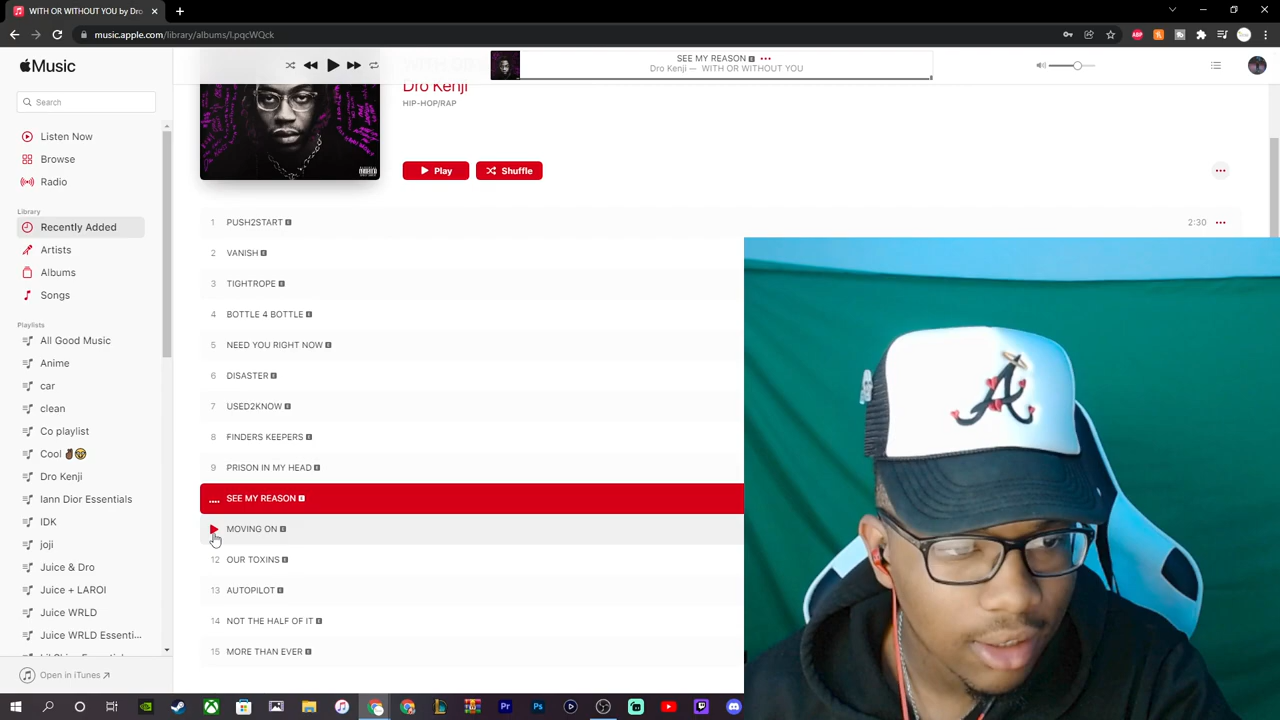 WITH OR WITHOUT YOU by Dro
music.apple.com/library/albums/l.pqcWQck
ABP
Music
SEE MY REASON E
Dro Kenji — WITH OR WITHOUT YOU
Search
Dro Kenji
HIP-HOP/RAP
Listen Now
Browse
Radio
Play
Shuffle
Library
Recently Added
Artists
Albums
Songs
Playlists
All Good Music
Anime
car
clean
Co playlist
Cool
Dro Kenji
Iann Dior Essentials
IDK
joji
Juice & Dro
Juice + LAROI
Juice WRLD
Juice WRLD Essenti...
Open in iTunes
1 PUSH2START E 2:30
2 VANISH E
3 TIGHTROPE E
4 BOTTLE 4 BOTTLE E
5 NEED YOU RIGHT NOW E
6 DISASTER E
7 USED2KNOW E
8 FINDERS KEEPERS E
9 PRISON IN MY HEAD E
SEE MY REASON E
MOVING ON E
12 OUR TOXINS E
13 AUTOPILOT E
14 NOT THE HALF OF IT E
15 MORE THAN EVER E
A
Pr
Ps